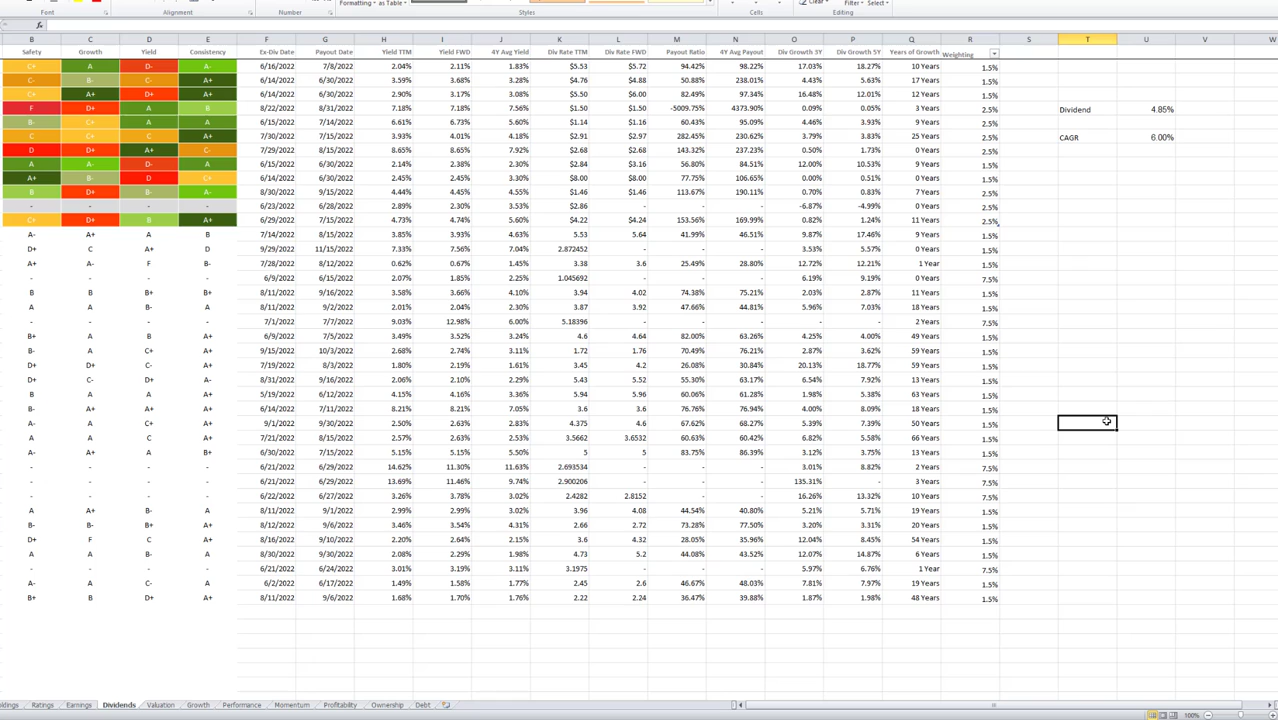 Formatting ▾ as Table ▾
Clear ▾
Filter ▾ Select ▾
Font
Alignment
Number
Styles
Cells
Editing
fx
B C D E F G H I J K L M N O P Q R S T U V W
Safety Growth Yield Consistency Ex-Div Date Payout Date Yield TTM Yield FWD 4Y Avg Yield Div Rate TTM Div Rate FWD Payout Ratio 4Y Avg Payout Div Growth 3Y Div Growth 5Y Years of Growth Weighting
C+ A D- A- 6/16/2022 7/8/2022 2.04% 2.11% 1.83% $5.53 $5.72 94.42% 98.22% 17.03% 18.27% 10 Years 1.5%
C- B- C- A+ 6/14/2022 6/30/2022 3.59% 3.68% 3.28% $4.76 $4.88 50.88% 238.01% 4.43% 5.63% 17 Years 1.5%
C+ A+ D+ A+ 6/14/2022 6/30/2022 2.90% 3.17% 3.08% $5.50 $6.00 82.49% 97.34% 16.48% 12.01% 12 Years 1.5%
F D+ A B 8/22/2022 8/31/2022 7.18% 7.18% 7.56% $1.50 $1.50 -5009.75% 4373.90% 0.09% 0.05% 3 Years 2.5%
Dividend 4.85%
B- C+ A A 6/15/2022 7/14/2022 6.61% 6.73% 5.60% $1.14 $1.16 60.43% 95.09% 4.46% 3.93% 9 Years 2.5%
C C+ C A+ 7/30/2022 7/15/2022 3.93% 4.01% 4.18% $2.91 $2.97 282.45% 230.62% 3.79% 3.83% 25 Years 2.5%
CAGR 6.00%
D D+ A+ C- 7/29/2022 8/15/2022 8.65% 8.65% 7.92% $2.68 $2.68 143.32% 237.23% 0.50% 1.73% 0 Years 2.5%
A A- D- A 6/14/2022 6/30/2022 2.14% 2.38% 2.30% $2.84 $3.16 56.80% 84.51% 12.00% 10.53% 9 Years 2.5%
A+ B- D C+ 6/14/2022 6/30/2022 2.45% 2.45% 3.30% $8.00 $8.00 77.75% 106.65% 0.00% 0.51% 0 Years 2.5%
B D+ B- A- 8/30/2022 9/15/2022 4.44% 4.45% 4.55% $1.46 $1.46 113.67% 190.11% 0.70% 0.83% 7 Years 2.5%
- - - - 6/23/2022 6/28/2022 2.89% 2.30% 3.53% $2.86 - - - -6.87% -4.99% 0 Years 2.5%
C+ D+ B A+ 6/29/2022 7/15/2022 4.73% 4.74% 5.60% $4.22 $4.24 153.56% 169.99% 0.82% 1.24% 11 Years 2.5%
A- A+ A B 7/14/2022 8/15/2022 3.85% 3.93% 4.63% 5.53 5.64 41.99% 46.51% 9.87% 17.46% 9 Years 1.5%
D+ C A+ D 9/29/2022 11/15/2022 7.33% 7.56% 7.04% 2.872452 - - - 3.53% 5.57% 0 Years 1.5%
A+ A- F B- 7/28/2022 8/12/2022 0.62% 0.67% 1.45% 3.38 3.6 25.49% 28.80% 12.72% 12.21% 1 Year 1.5%
- - - - 6/9/2022 6/15/2022 2.07% 1.85% 2.25% 1.045692 - - - 6.19% 9.19% 0 Years 7.5%
B B B+ B+ 8/11/2022 9/16/2022 3.58% 3.66% 4.10% 3.94 4.02 74.38% 75.21% 2.03% 2.87% 11 Years 1.5%
A A B- A 8/11/2022 9/1/2022 2.01% 2.04% 2.30% 3.87 3.92 47.66% 44.81% 5.96% 7.03% 18 Years 1.5%
- - - - 7/1/2022 7/7/2022 9.03% 12.98% 6.00% 5.18396 - - - - - 2 Years 7.5%
B+ A B A+ 6/9/2022 7/5/2022 3.49% 3.52% 3.24% 4.6 4.64 82.00% 63.26% 4.25% 4.00% 49 Years 1.5%
B- A C+ A+ 9/15/2022 10/3/2022 2.68% 2.74% 3.11% 1.72 1.76 70.49% 76.21% 2.87% 3.62% 59 Years 1.5%
D+ D+ C- A+ 7/19/2022 8/3/2022 1.80% 2.19% 1.61% 3.45 4.2 26.08% 30.84% 20.13% 18.77% 59 Years 1.5%
D+ C- D+ A- 8/31/2022 9/16/2022 2.06% 2.10% 2.29% 5.43 5.52 55.30% 63.17% 6.54% 7.92% 13 Years 1.5%
B A A A+ 5/19/2022 6/12/2022 4.15% 4.16% 3.36% 5.94 5.96 60.06% 61.28% 1.98% 5.38% 63 Years 1.5%
B- A+ A+ A+ 6/14/2022 7/11/2022 8.21% 8.21% 7.05% 3.6 3.6 76.76% 76.94% 4.00% 8.09% 18 Years 1.5%
A- A C+ A+ 9/1/2022 9/30/2022 2.50% 2.63% 2.83% 4.375 4.6 67.62% 68.27% 5.39% 7.39% 50 Years 1.5%
A A C A+ 7/21/2022 8/15/2022 2.57% 2.63% 2.53% 3.5662 3.6532 60.63% 60.42% 6.82% 5.58% 66 Years 1.5%
A- A+ A B+ 6/30/2022 7/15/2022 5.15% 5.15% 5.50% 5 5 83.75% 86.39% 3.12% 3.75% 13 Years 1.5%
- - - - 6/21/2022 6/29/2022 14.62% 11.30% 11.63% 2.693534 - - - 3.01% 8.82% 2 Years 7.5%
- - - - 6/21/2022 6/29/2022 13.69% 11.46% 9.74% 2.900206 - - - 135.31% - 3 Years 7.5%
- - - - 6/22/2022 6/27/2022 3.26% 3.78% 3.02% 2.4282 2.8152 - - 16.26% 13.32% 10 Years 7.5%
A A+ B- A 8/11/2022 9/1/2022 2.99% 2.99% 3.02% 3.96 4.08 44.54% 40.80% 5.21% 5.71% 19 Years 1.5%
B- B- B+ A+ 8/12/2022 9/6/2022 3.46% 3.54% 4.31% 2.66 2.72 73.28% 77.50% 3.20% 3.31% 20 Years 1.5%
D+ F C A+ 8/16/2022 9/10/2022 2.20% 2.64% 2.15% 3.6 4.32 28.05% 35.96% 12.04% 8.45% 54 Years 1.5%
A A B- A 8/30/2022 9/20/2022 2.08% 2.29% 1.98% 4.73 5.2 44.08% 43.52% 12.07% 14.87% 6 Years 1.5%
- - - - 6/21/2022 6/24/2022 3.01% 3.19% 3.11% 3.1975 - - - 5.97% 6.76% 1 Year 7.5%
A- A C- A 6/2/2022 6/17/2022 1.49% 1.58% 1.77% 2.45 2.6 46.67% 48.03% 7.81% 7.97% 19 Years 1.5%
B+ B D+ A+ 8/11/2022 9/6/2022 1.68% 1.70% 1.76% 2.22 2.24 36.47% 39.88% 1.87% 1.98% 48 Years 1.5%
ldings Ratings Earnings Dividends Valuation Growth Performance Momentum Profitability Ownership Debt
100%